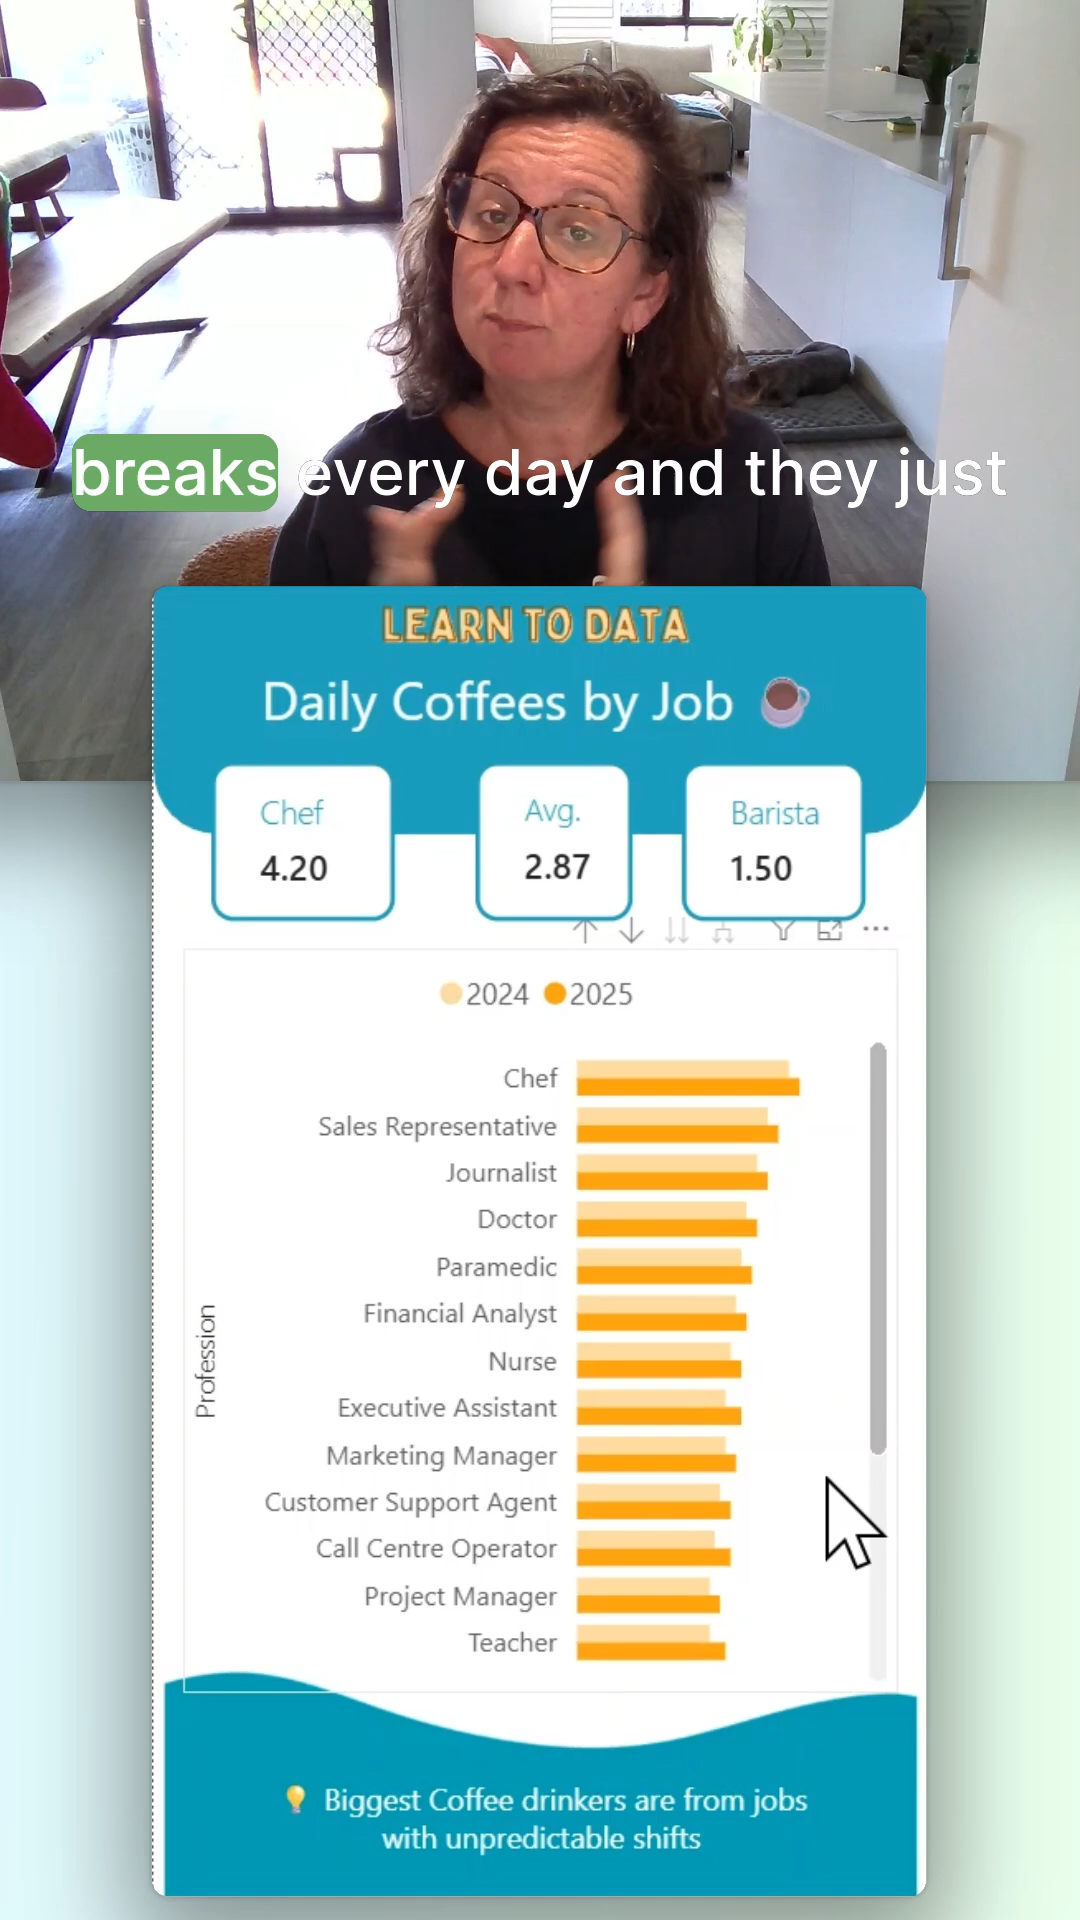 breaks every day and they just
LEARN TO DATA
Daily Coffees by Job
Chef
4.20
Avg.
2.87
Barista
1.50
2024 2025
Chef
Sales Representative
Journalist
Doctor
Paramedic
Financial Analyst
Nurse
Executive Assistant
Marketing Manager
Customer Support Agent
Call Centre Operator
Project Manager
Teacher
Profession
Biggest Coffee drinkers are from jobs
with unpredictable shifts